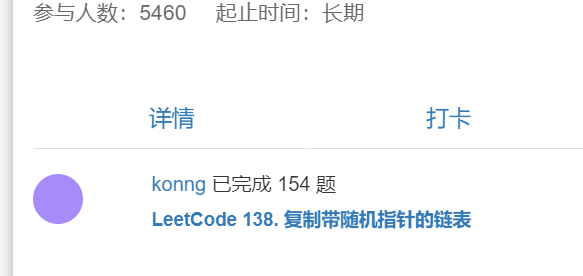 参与人数：5460 起止时间：长期
详情 打卡
konng 已完成 154 题
LeetCode 138. 复制带随机指针的链表